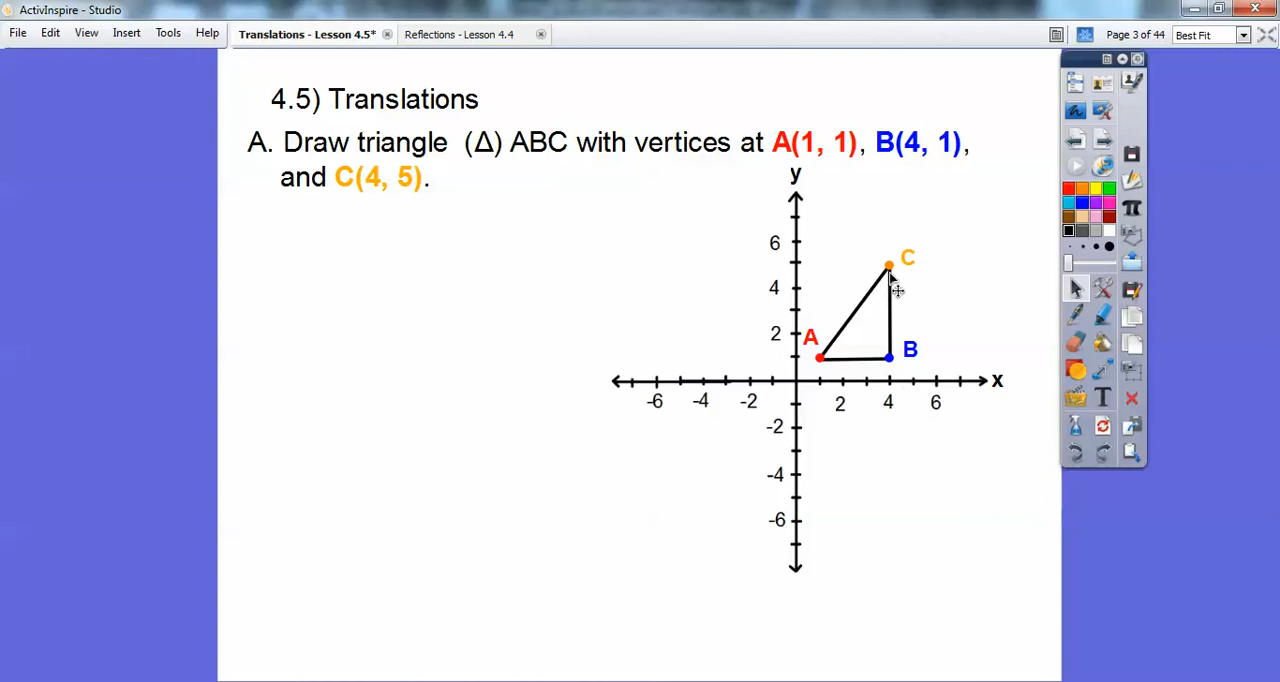 ActivInspire - Studio
File Edit View Insert Tools Help
Translations - Lesson 4.5* Reflections - Lesson 4.4
Page 3 of 44 Best Fit
4.5) Translations
A. Draw triangle (Δ) ABC with vertices at A(1, 1), B(4, 1),
and C(4, 5).
y
6
C
4
2
A
B
x
-6 -4 -2 2 4 6
-2
-4
-6
π
T